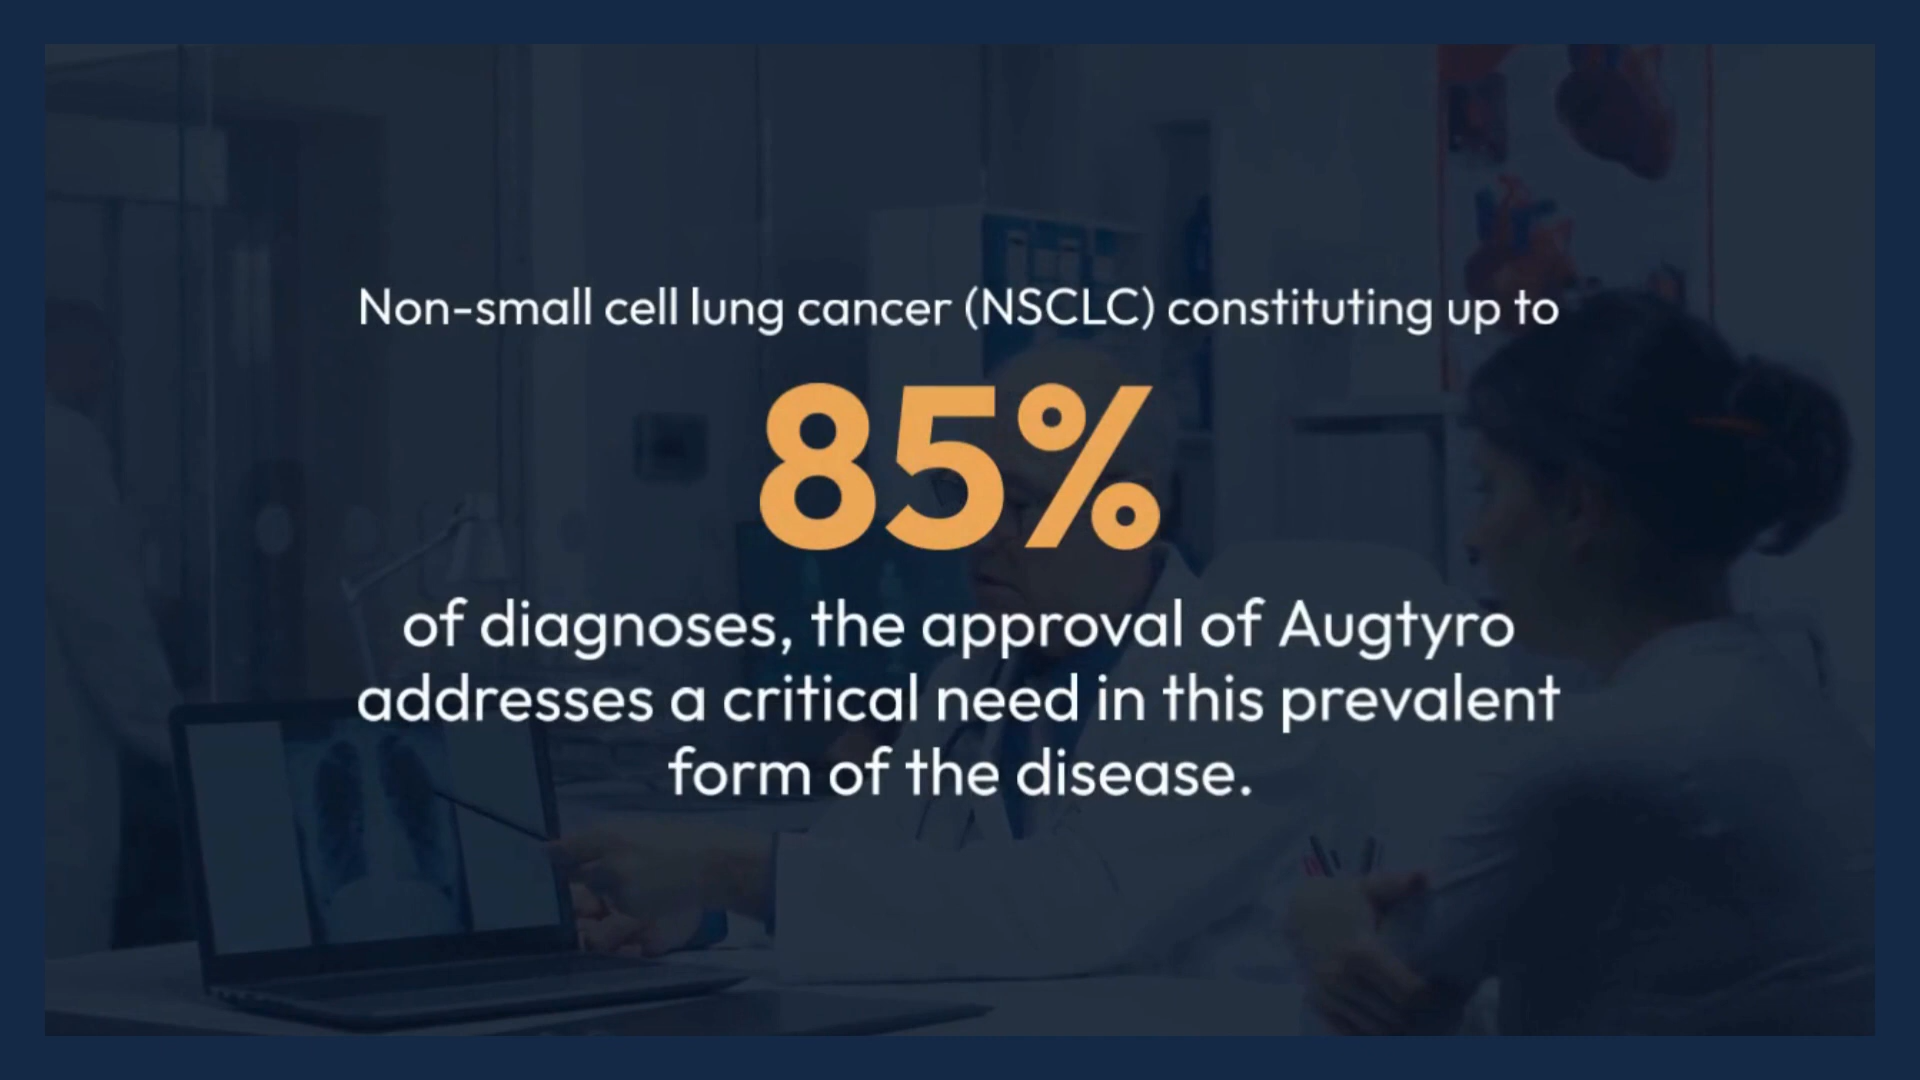 Non-small cell lung cancer (NSCLC) constituting up to
85%
of diagnoses, the approval of Augtyro
addresses a critical need in this prevalent
form of the disease.